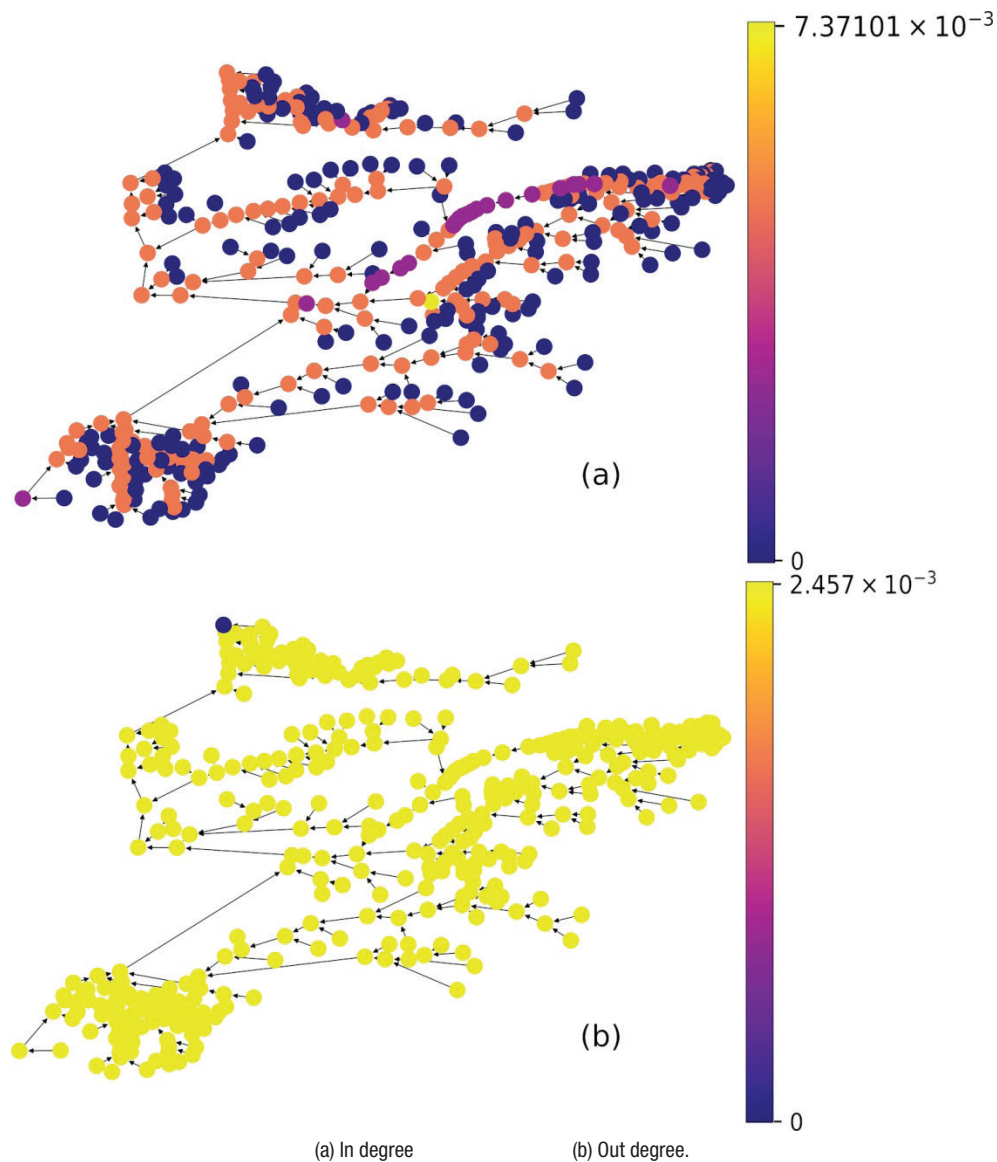 7.37101 × 10⁻³
(a)
0
2.457 × 10⁻³
(b)
0
(a) In degree (b) Out degree.